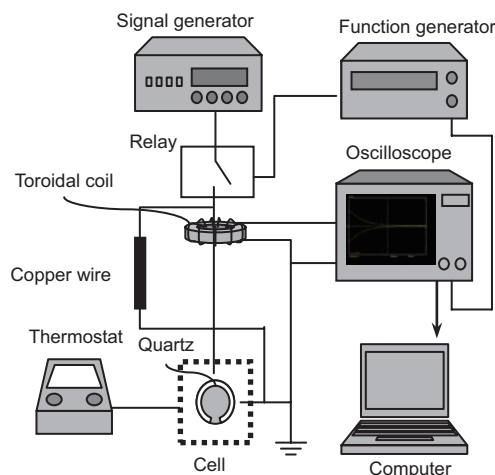 Signal generator
Function generator
Relay
Oscilloscope
Toroidal coil
Copper wire
Thermostat
Quartz
Cell
Computer